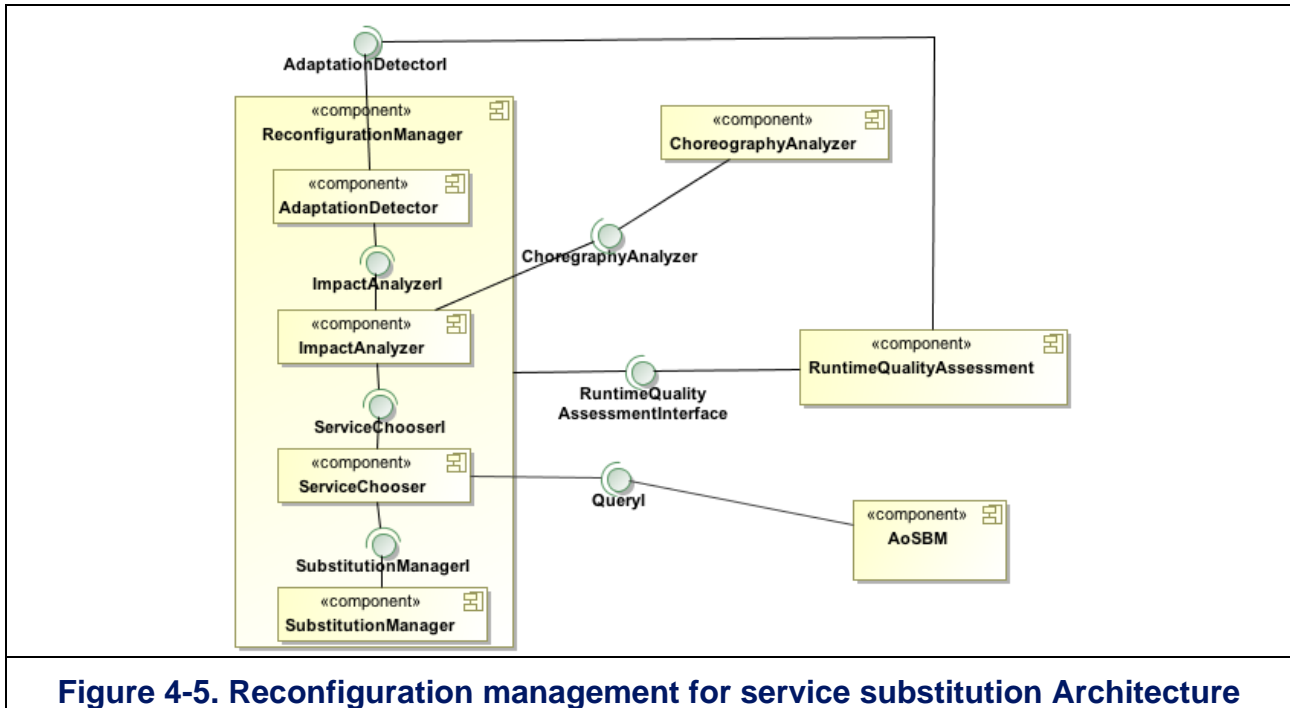 AdaptationDetectorI
«component»
ReconfigurationManager
«component»
ChoreographyAnalyzer
«component»
AdaptationDetector
ChoregraphyAnalyzer
ImpactAnalyzerI
«component»
ImpactAnalyzer
«component»
RuntimeQualityAssessment
RuntimeQuality
AssessmentInterface
ServiceChooserI
«component»
ServiceChooser
QueryI
«component»
AoSBM
SubstitutionManagerI
«component»
SubstitutionManager
Figure 4-5. Reconfiguration management for service substitution Architecture